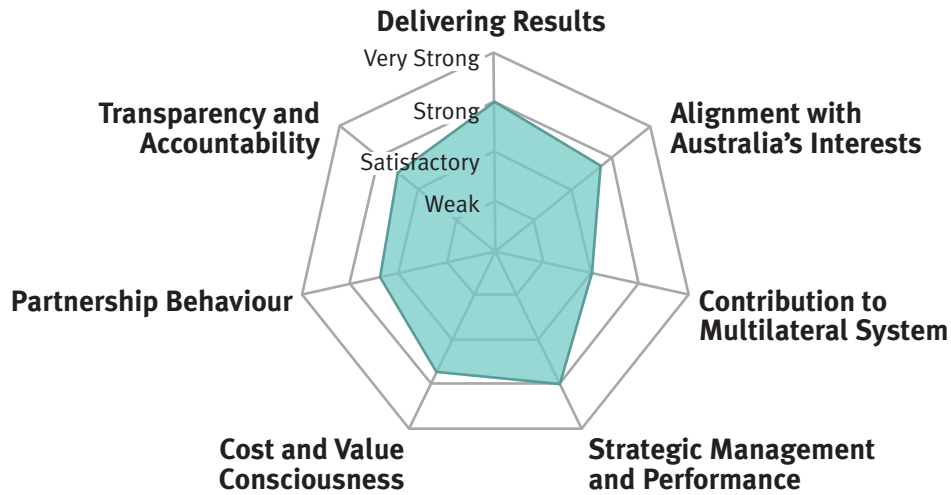 Delivering Results
Very Strong
Strong
Satisfactory
Weak
Alignment with
Australia’s Interests
Contribution to
Multilateral System
Strategic Management
and Performance
Cost and Value
Consciousness
Partnership Behaviour
Transparency and
Accountability